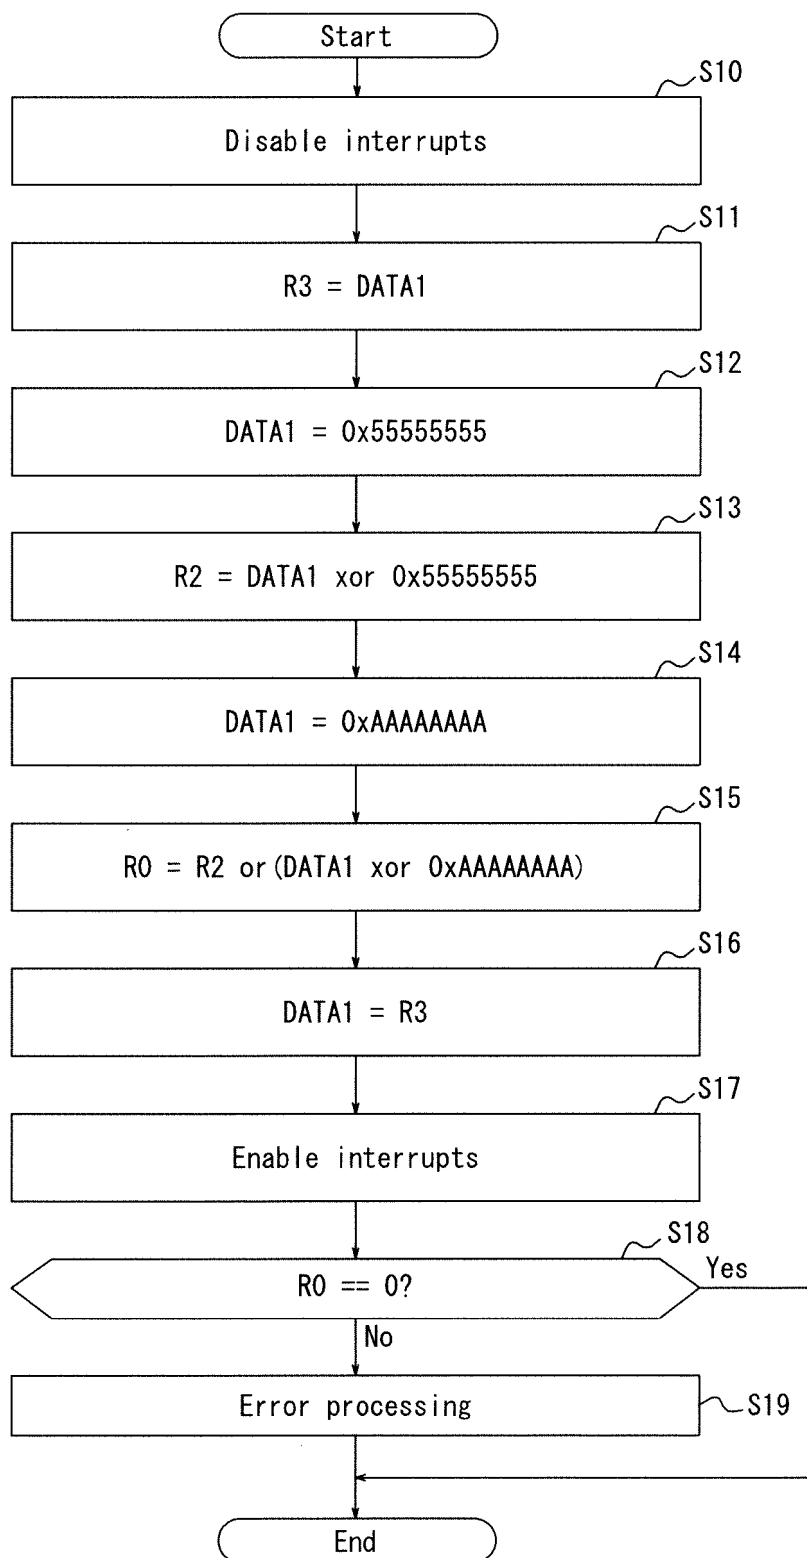 Start
S10
Disable interrupts
S11
R3 = DATA1
S12
DATA1 = 0x55555555
S13
R2 = DATA1 xor 0x55555555
S14
DATA1 = 0xAAAAAAAA
S15
R0 = R2 or(DATA1 xor 0xAAAAAAAA)
S16
DATA1 = R3
S17
Enable interrupts
S18
R0 == 0?
Yes
No
Error processing
S19
End